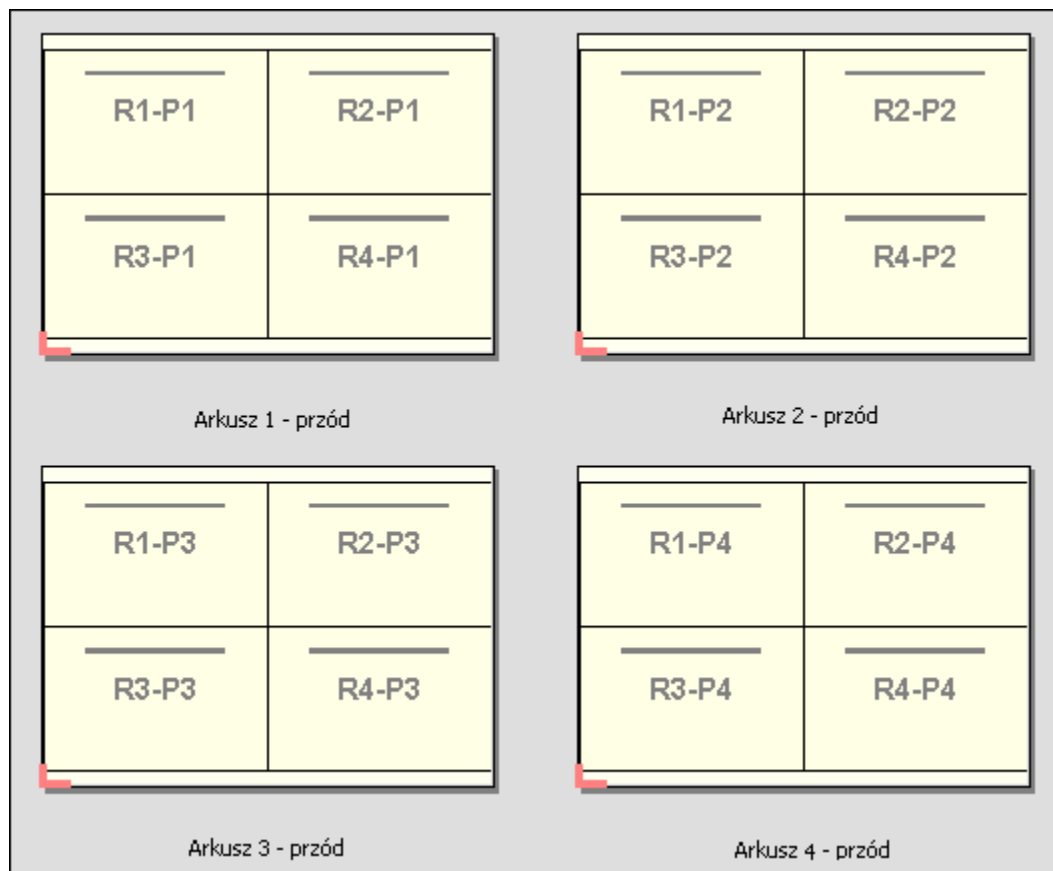 R1-P1 R2-P1
R3-P1 R4-P1
Arkusz 1 - przód
R1-P2 R2-P2
R3-P2 R4-P2
Arkusz 2 - przód
R1-P3 R2-P3
R3-P3 R4-P3
Arkusz 3 - przód
R1-P4 R2-P4
R3-P4 R4-P4
Arkusz 4 - przód